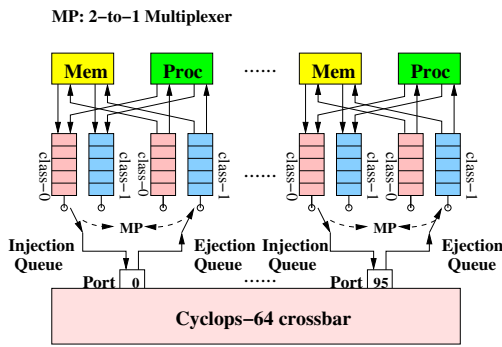 MP: 2-to-1 Multiplexer
Mem Proc ...... Mem Proc
class-0 class-1 class-0 class-1 ...... class-0 class-1 class-0 class-1
MP MP
Injection Queue Ejection Queue Injection Queue Ejection Queue
Port 0 ...... Port 95
Cyclops-64 crossbar